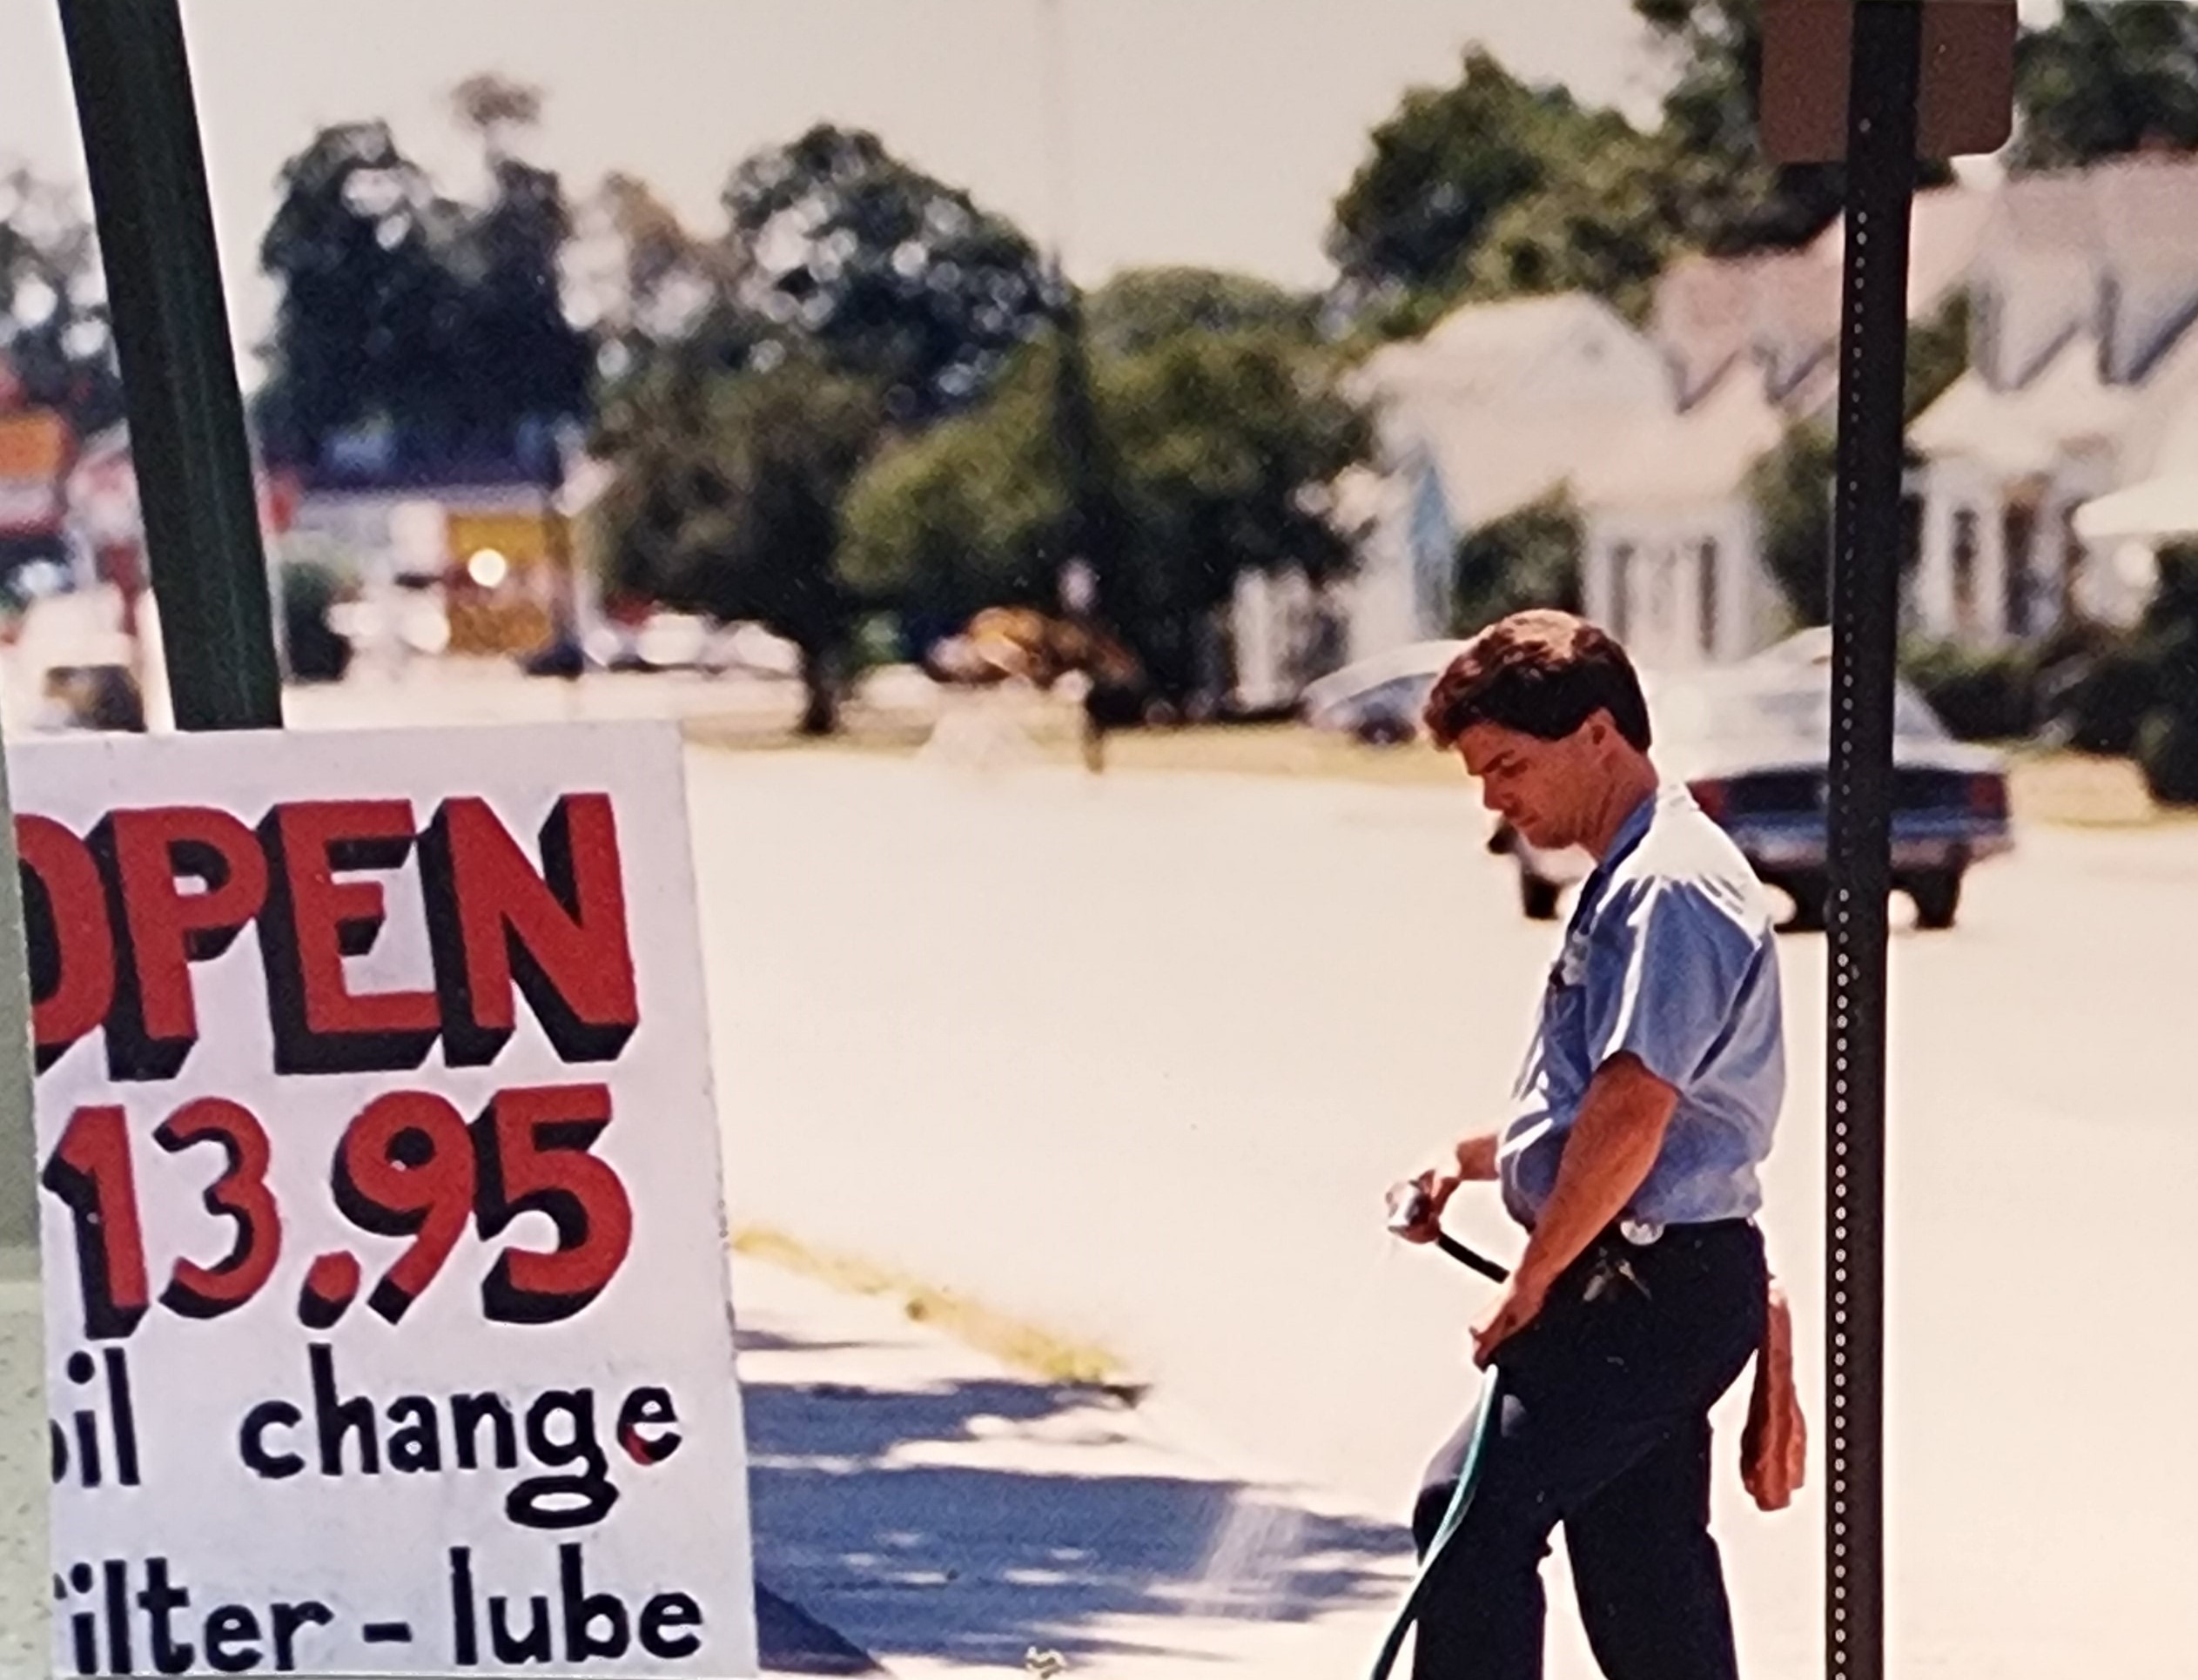 OPEN
13.95
oil change
filter - lube